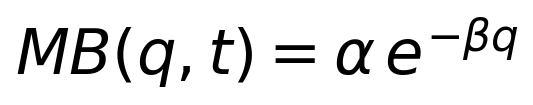 MB(q, t) = α e^{−βq}